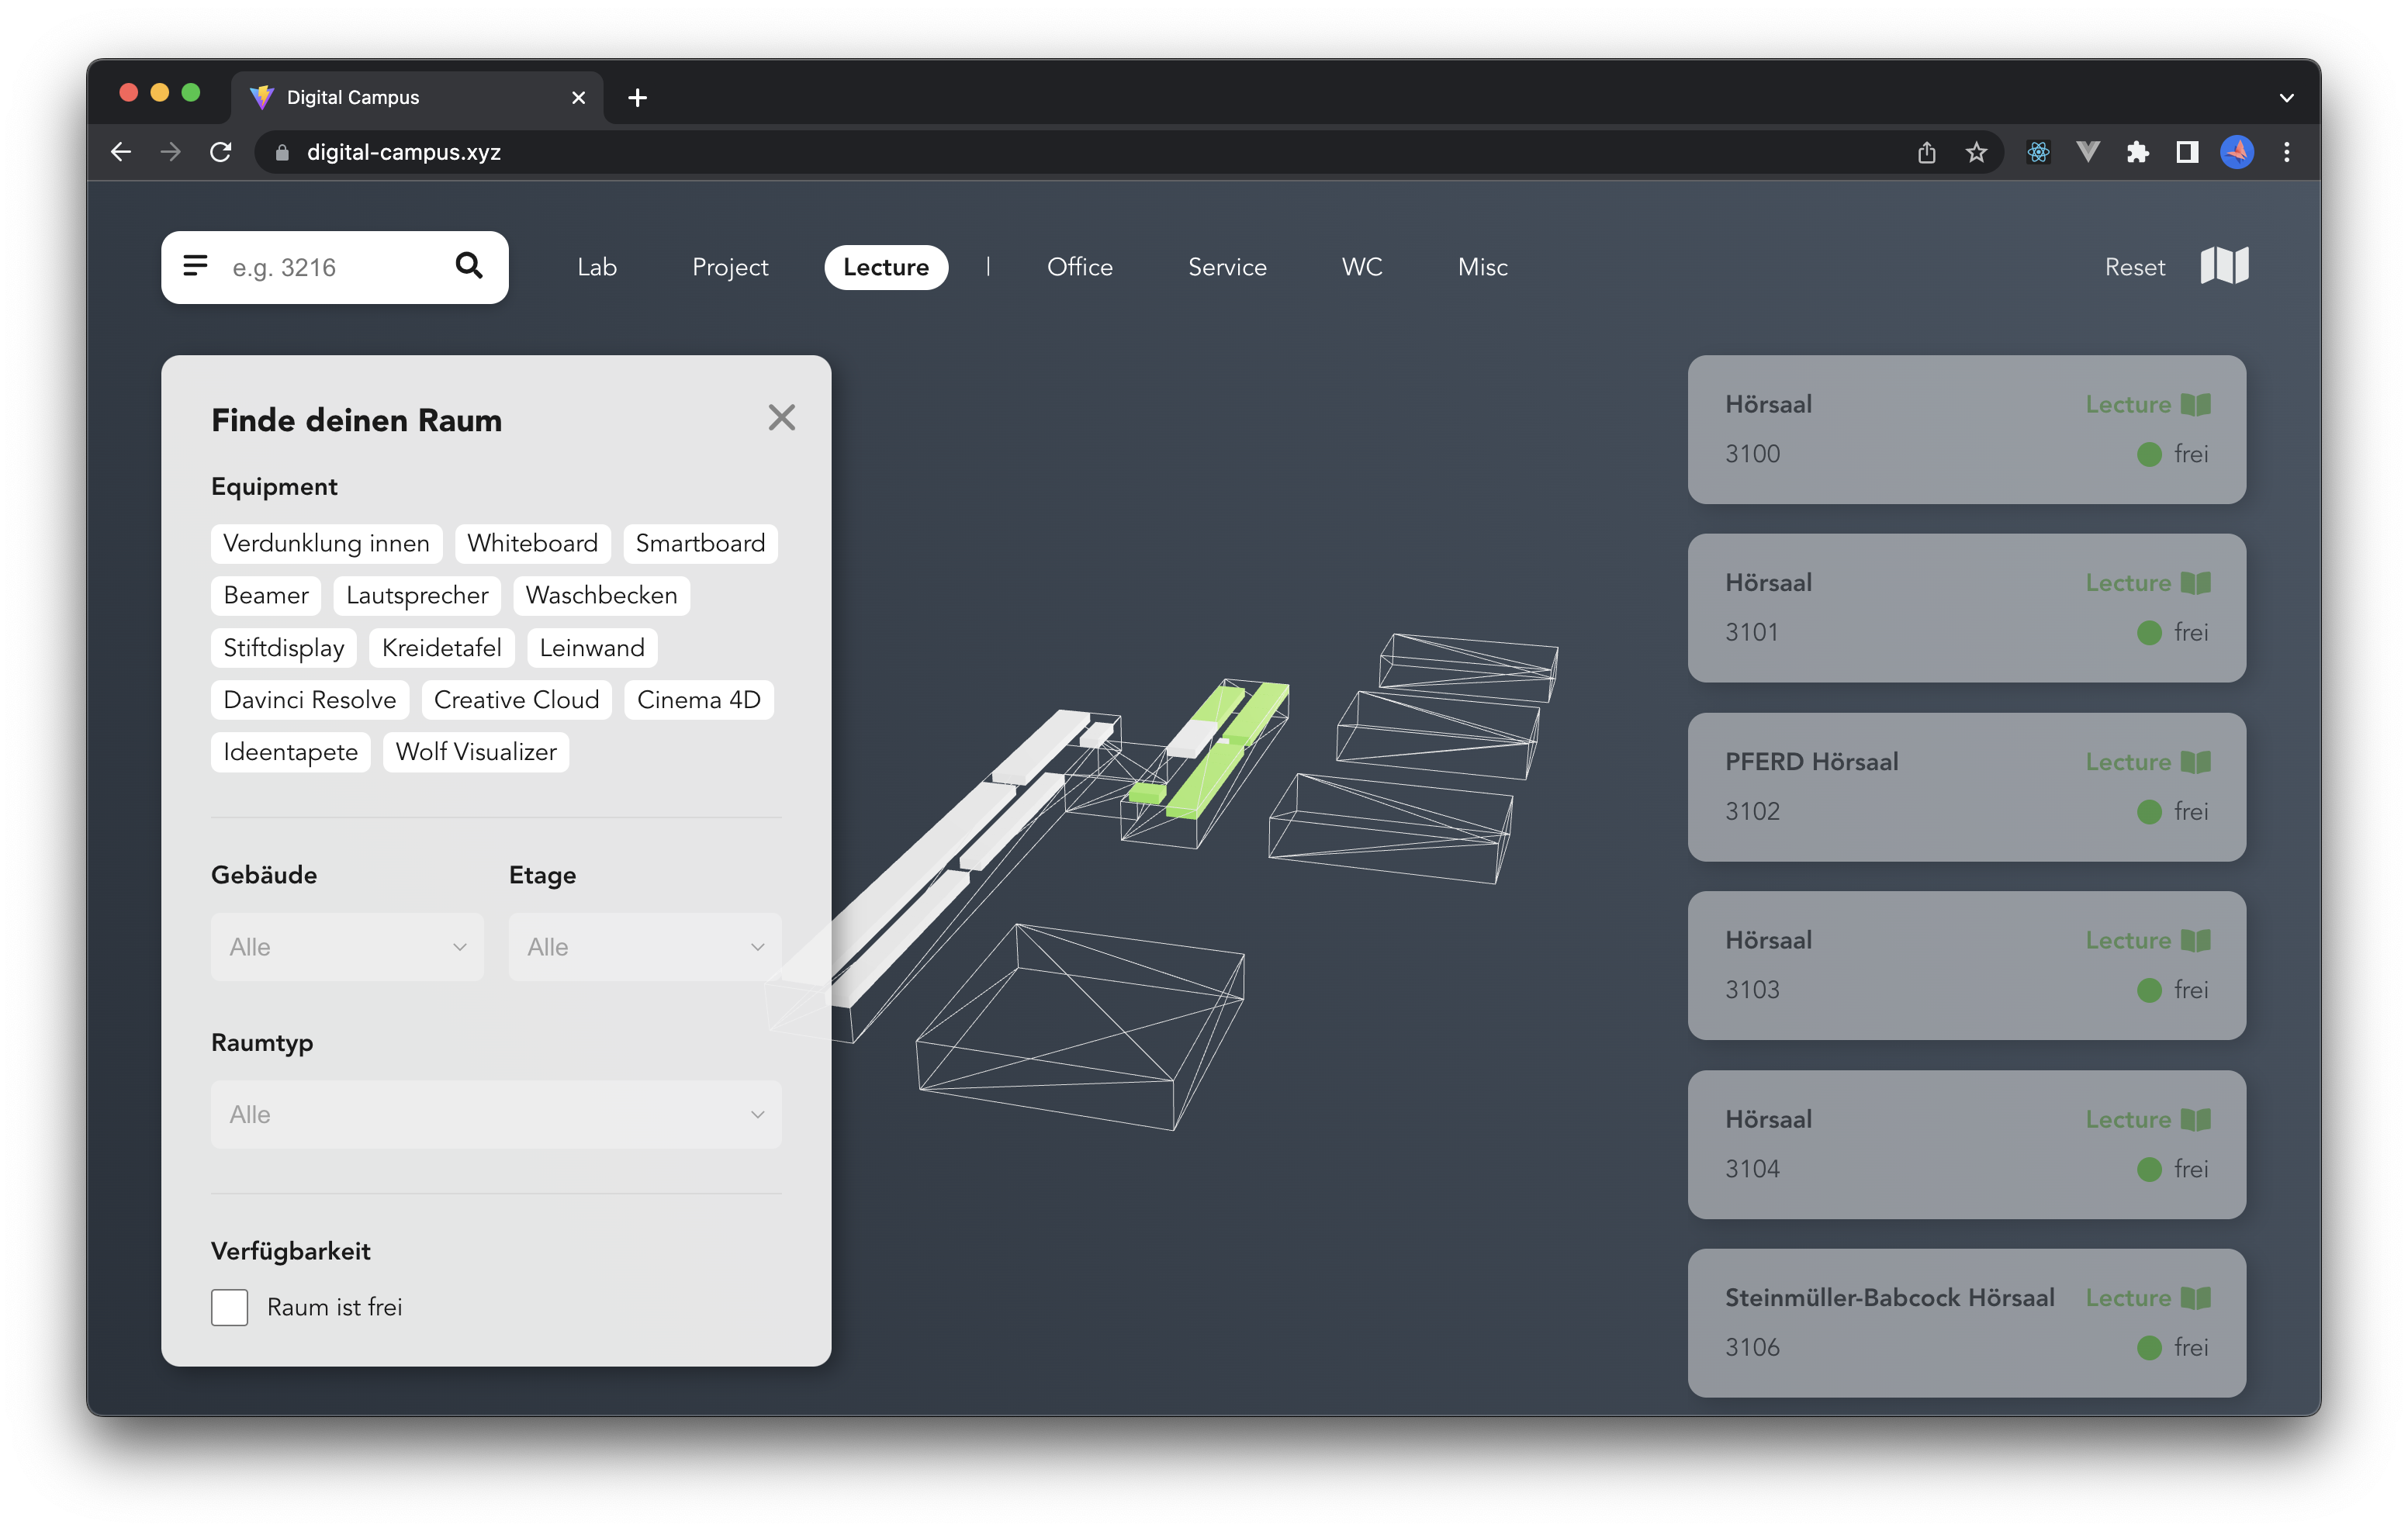 Digital Campus
digital-campus.xyz
e.g. 3216
Lab Project Lecture | Office Service WC Misc
Reset
Finde deinen Raum
Equipment
Verdunklung innen Whiteboard Smartboard
Beamer Lautsprecher Waschbecken
Stiftdisplay Kreidetafel Leinwand
Davinci Resolve Creative Cloud Cinema 4D
Ideentapete Wolf Visualizer
Gebäude Etage
Alle Alle
Raumtyp
Alle
Verfügbarkeit
Raum ist frei
Hörsaal Lecture
3100 frei
Hörsaal Lecture
3101 frei
PFERD Hörsaal Lecture
3102 frei
Hörsaal Lecture
3103 frei
Hörsaal Lecture
3104 frei
Steinmüller-Babcock Hörsaal Lecture
3106 frei